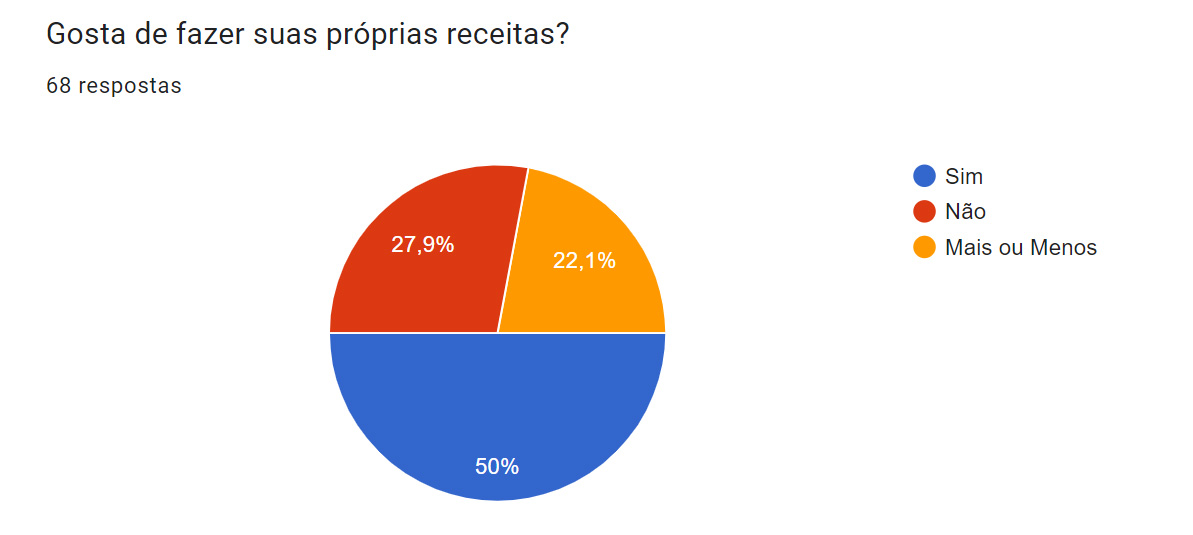 Gosta de fazer suas próprias receitas?
68 respostas
Sim
Não
Mais ou Menos
27,9%
22,1%
50%